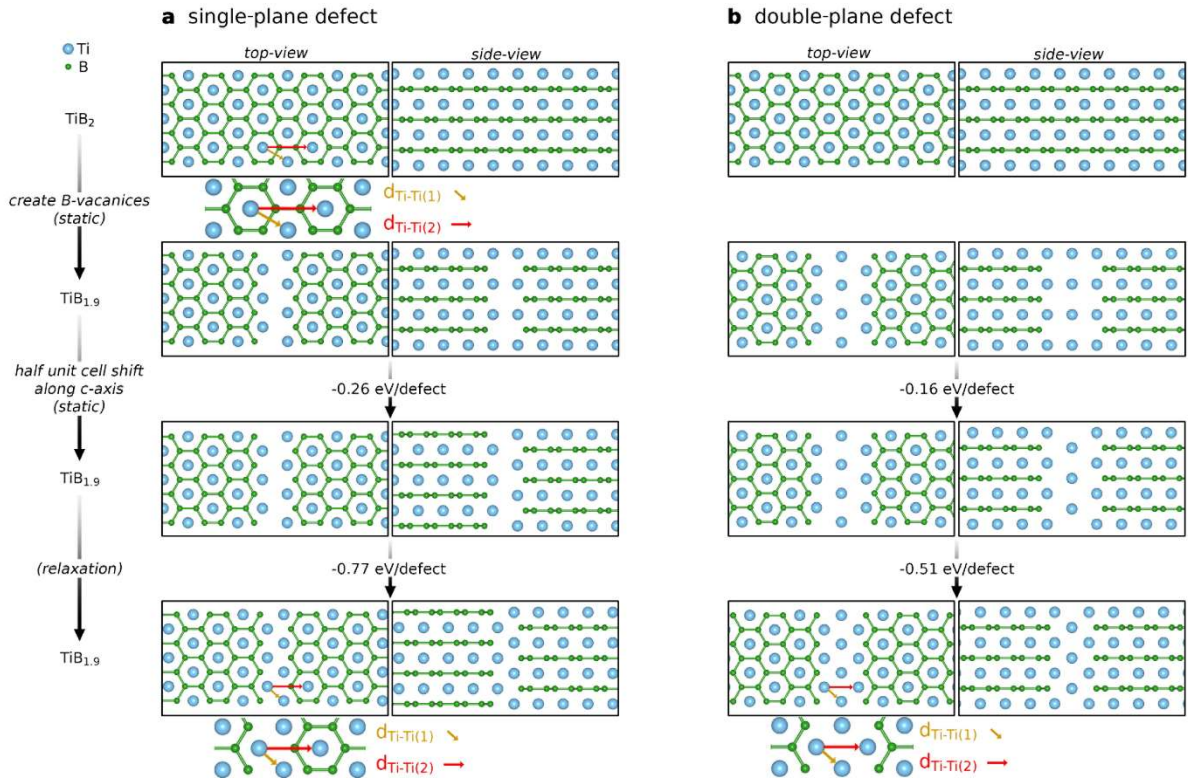 a single-plane defect
b double-plane defect
Ti
B
top-view
side-view
top-view
side-view
TiB2
create B-vacanices
(static)
dTi-Ti(1)
dTi-Ti(2)
TiB1.9
half unit cell shift
along c-axis
(static)
-0.26 eV/defect
-0.16 eV/defect
TiB1.9
(relaxation)
-0.77 eV/defect
-0.51 eV/defect
TiB1.9
dTi-Ti(1)
dTi-Ti(2)
dTi-Ti(1)
dTi-Ti(2)